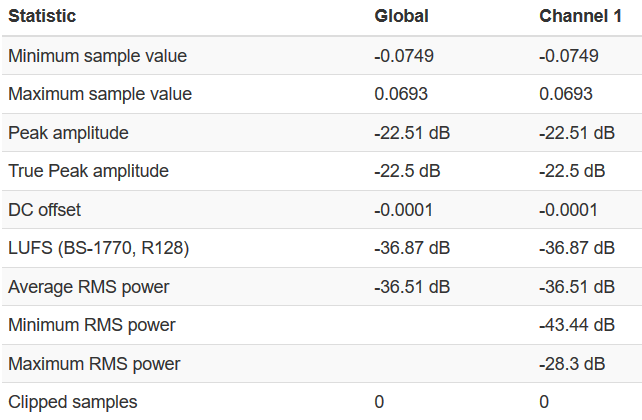 Statistic Global Channel 1
Minimum sample value -0.0749 -0.0749
Maximum sample value 0.0693 0.0693
Peak amplitude -22.51 dB -22.51 dB
True Peak amplitude -22.5 dB -22.5 dB
DC offset -0.0001 -0.0001
LUFS (BS-1770, R128) -36.87 dB -36.87 dB
Average RMS power -36.51 dB -36.51 dB
Minimum RMS power -43.44 dB
Maximum RMS power -28.3 dB
Clipped samples 0 0